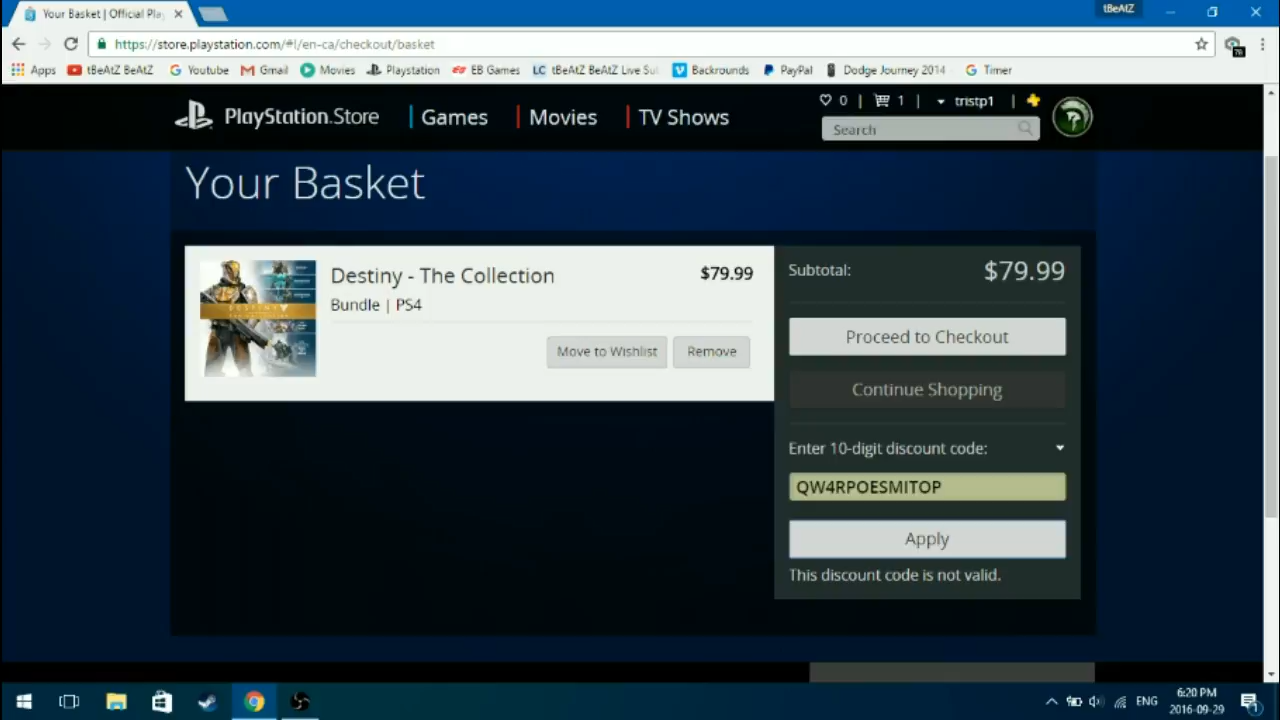 Your Basket | Official Pla
tBeAtZ
https://store.playstation.com/#!/en-ca/checkout/basket
Apps tBeAtZ BeAtZ Youtube Gmail Movies Playstation EB Games LC tBeAtZ BeAtZ Live Sul Backrounds PayPal Dodge Journey 2014 Timer
PlayStation.Store Games Movies TV Shows
0 | 1 | tristp1 |
Search
Your Basket
Destiny - The Collection $79.99
Bundle | PS4
Move to Wishlist Remove
Subtotal: $79.99
Proceed to Checkout
Continue Shopping
Enter 10-digit discount code:
QW4RPOESMITOP
Apply
This discount code is not valid.
ENG
6:20 PM
2016-09-29